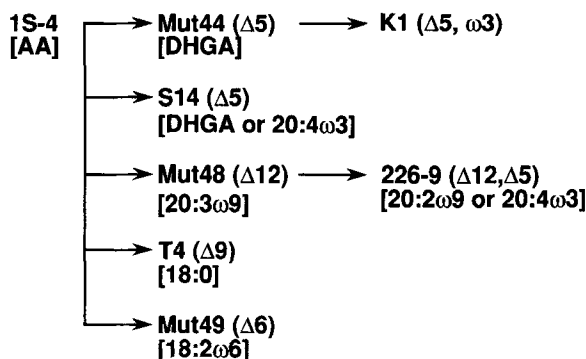 1S-4 Mut44 (Δ5) K1 (Δ5, ω3)
[AA] [DHGA]
S14 (Δ5)
[DHGA or 20:4ω3]
Mut48 (Δ12) 226-9 (Δ12,Δ5)
[20:3ω9] [20:2ω9 or 20:4ω3]
T4 (Δ9)
[18:0]
Mut49 (Δ6)
[18:2ω6]